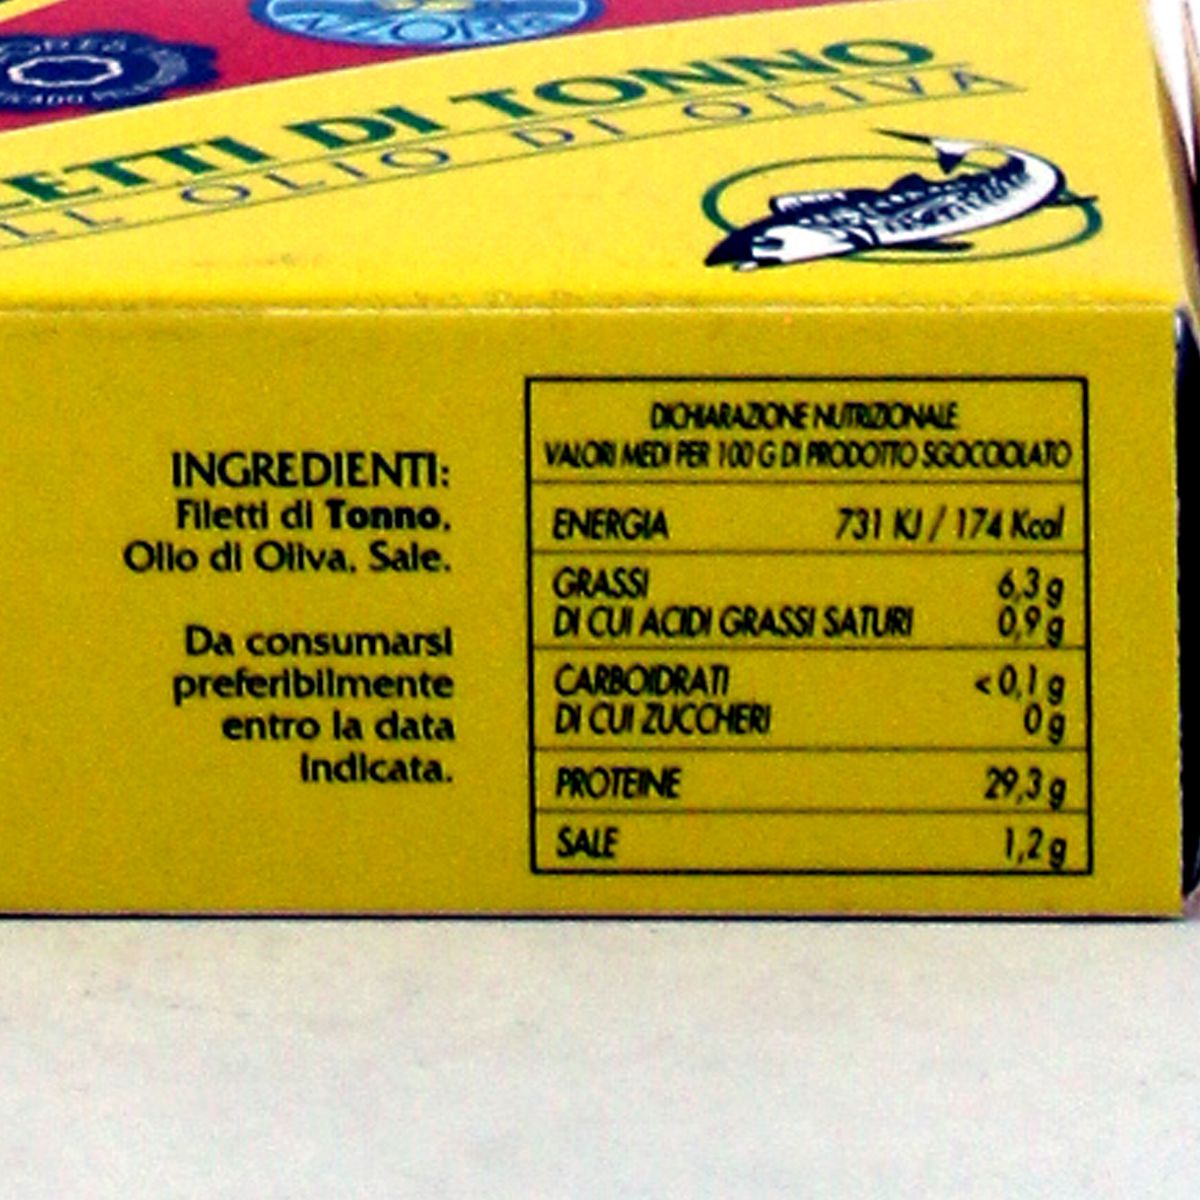 AZORES
LETTI DI TONNO
LL OLIO DI OLIVA
INGREDIENTI:
Filetti di Tonno,
Olio di Oliva, Sale.
Da consumarsi
preferibilmente
entro la data
indicata.
DICHIARAZIONE NUTRIZIONALE
VALORI MEDI PER 100 G DI PRODOTTO SGOCCIOLATO
ENERGIA 731 KJ / 174 Kcal
GRASSI 6,3 g
DI CUI ACIDI GRASSI SATURI 0,9 g
CARBOIDRATI < 0,1 g
DI CUI ZUCCHERI 0 g
PROTEINE 29,3 g
SALE 1,2 g